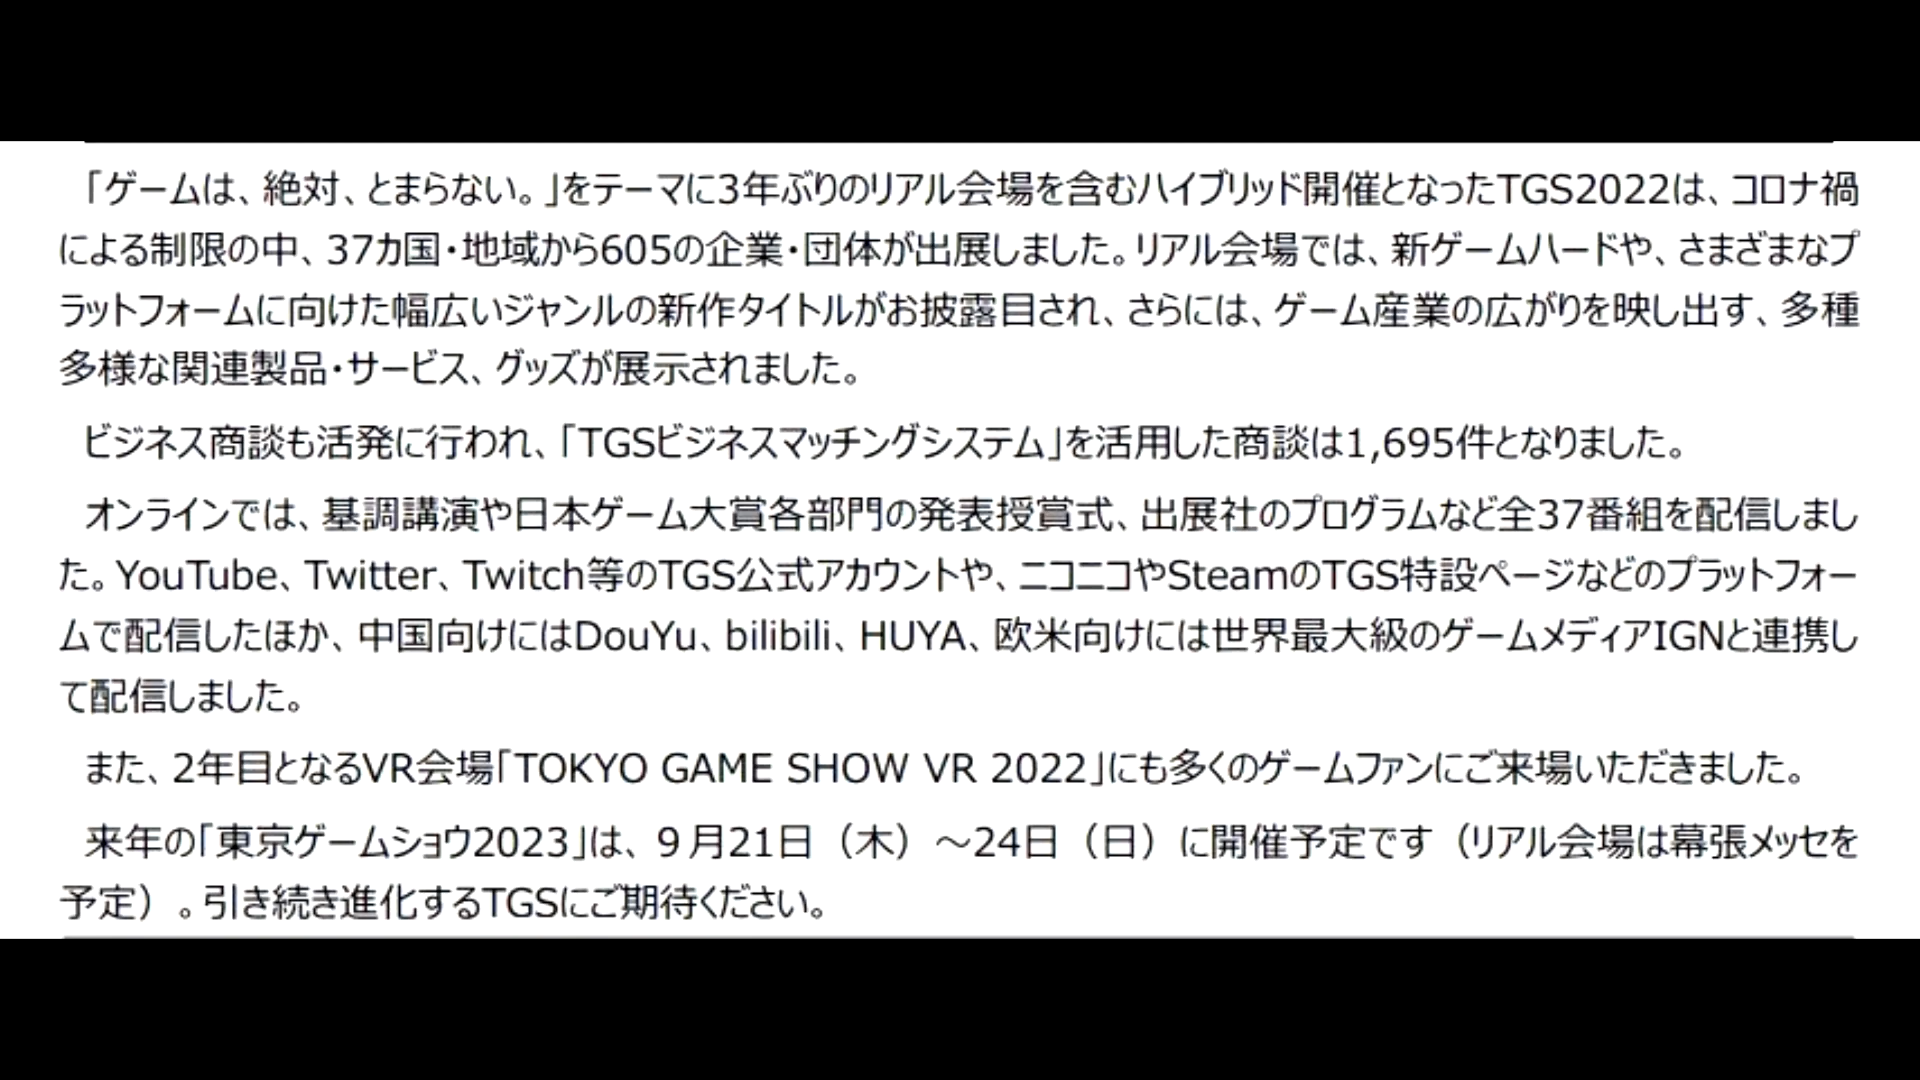 「ゲームは、絶対、とまらない。」をテーマに3年ぶりのリアル会場を含むハイブリッド開催となったTGS2022は、コロナ禍
による制限の中、37カ国・地域から605の企業・団体が出展しました。リアル会場では、新ゲームハードや、さまざまなプ
ラットフォームに向けた幅広いジャンルの新作タイトルがお披露目され、さらには、ゲーム産業の広がりを映し出す、多種
多様な関連製品・サービス、グッズが展示されました。
ビジネス商談も活発に行われ、「TGSビジネスマッチングシステム」を活用した商談は1,695件となりました。
オンラインでは、基調講演や日本ゲーム大賞各部門の発表授賞式、出展社のプログラムなど全37番組を配信しまし
た。YouTube、Twitter、Twitch等のTGS公式アカウントや、ニコニコやSteamのTGS特設ページなどのプラットフォー
ムで配信したほか、中国向けにはDouYu、bilibili、HUYA、欧米向けには世界最大級のゲームメディアIGNと連携し
て配信しました。
また、2年目となるVR会場「TOKYO GAME SHOW VR 2022」にも多くのゲームファンにご来場いただきました。
来年の「東京ゲームショウ2023」は、９月21日（木）～24日（日）に開催予定です（リアル会場は幕張メッセを
予定）。引き続き進化するTGSにご期待ください。